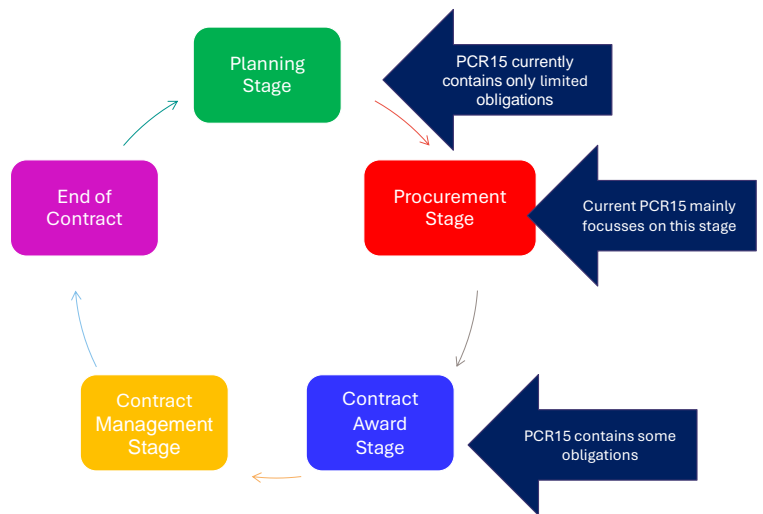 Planning
Stage
PCR15 currently
contains only limited
obligations
Procurement
Stage
Current PCR15 mainly
focusses on this stage
Contract
Award
Stage
PCR15 contains some
obligations
Contract
Management
Stage
End of
Contract